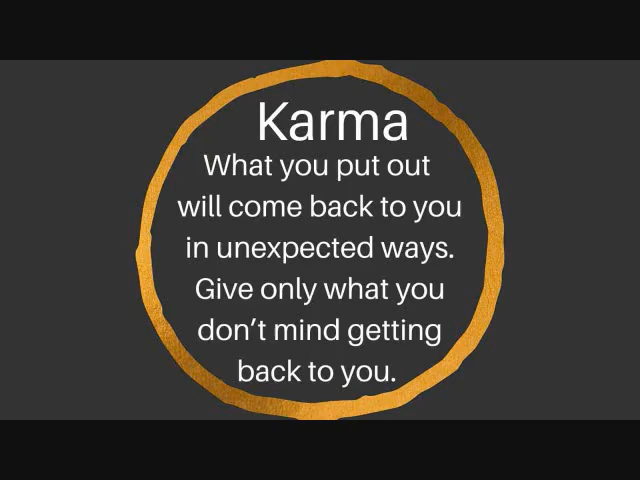 Karma
What you put out
will come back to you
in unexpected ways.
Give only what you
don’t mind getting
back to you.